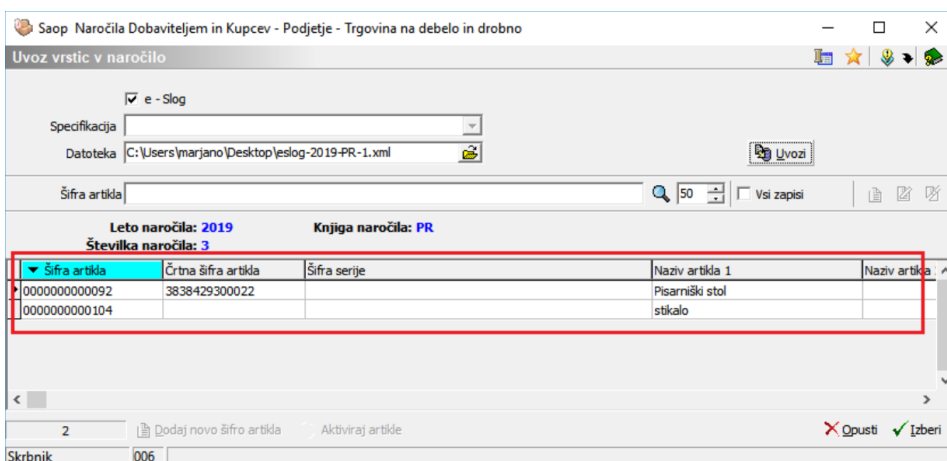 Saop Naročila Dobaviteljem in Kupcev - Podjetje - Trgovina na debelo in drobno
Uvoz vrstic v naročilo
e - Slog
Specifikacija
Datoteka C:\Users\marjano\Desktop\eslog-2019-PR-1.xml Uvozi
Šifra artikla 50 Vsi zapisi
Leto naročila: 2019 Knjiga naročila: PR
Številka naročila: 3
Šifra artikla Črtna šifra artikla Šifra serije Naziv artikla 1 Naziv artikla
0000000000092 3838429300022 Pisarniški stol
0000000000104 stikalo
2 Dodaj novo šifro artikla Aktiviraj artikle Opusti Izberi
Skrbnik 006